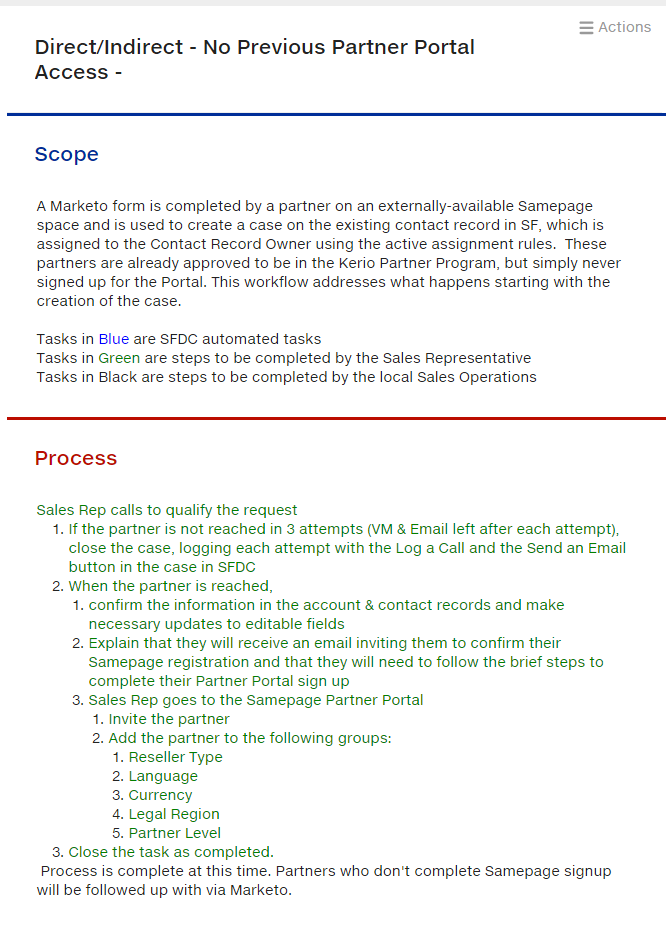 Actions
Direct/Indirect - No Previous Partner Portal
Access -
Scope
A Marketo form is completed by a partner on an externally-available Samepage
space and is used to create a case on the existing contact record in SF, which is
assigned to the Contact Record Owner using the active assignment rules.  These
partners are already approved to be in the Kerio Partner Program, but simply never
signed up for the Portal. This workflow addresses what happens starting with the
creation of the case.
Tasks in Blue are SFDC automated tasks
Tasks in Green are steps to be completed by the Sales Representative
Tasks in Black are steps to be completed by the local Sales Operations
Process
Sales Rep calls to qualify the request
1. If the partner is not reached in 3 attempts (VM & Email left after each attempt),
close the case, logging each attempt with the Log a Call and the Send an Email
button in the case in SFDC
2. When the partner is reached,
1. confirm the information in the account & contact records and make
necessary updates to editable fields
2. Explain that they will receive an email inviting them to confirm their
Samepage registration and that they will need to follow the brief steps to
complete their Partner Portal sign up
3. Sales Rep goes to the Samepage Partner Portal
1. Invite the partner
2. Add the partner to the following groups:
1. Reseller Type
2. Language
3. Currency
4. Legal Region
5. Partner Level
3. Close the task as completed.
Process is complete at this time. Partners who don't complete Samepage signup
will be followed up with via Marketo.